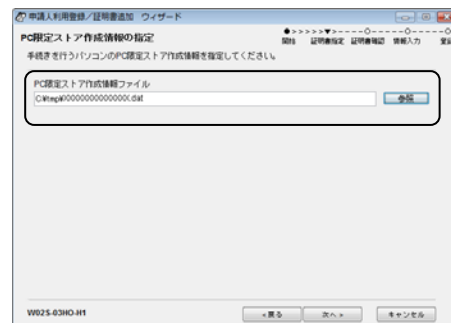 申請人利用登録／証明書追加 ウィザード
PC限定ストア作成情報の指定
開始 証明書指定 証明書確認 情報入力
手続きを行うパソコンのPC限定ストア作成情報を指定してください。
PC限定ストア作成情報ファイル
参照
W02S-03HO-H1
<戻る 次へ> キャンセル